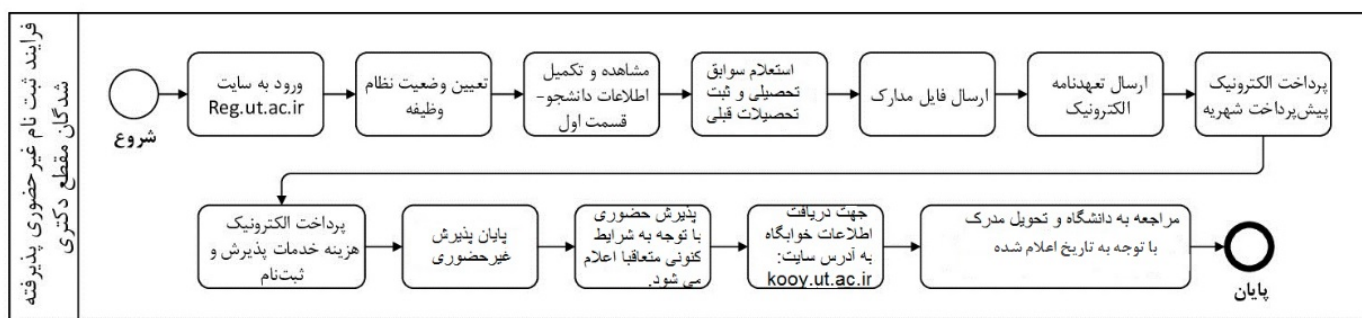 فرایند ثبت نام غیرحضوری پذیرفته
شدگان مقطع دکتری
شروع
ورود به سایت
Reg.ut.ac.ir
تعیین وضعیت نظام
وظیفه
مشاهده و تکمیل
اطلاعات دانشجو-
قسمت اول
استعلام سوابق
تحصیلی و ثبت
تحصیلات قبلی
ارسال فایل مدارک
ارسال تعهدنامه
الکترونیک
پرداخت الکترونیک
پیش‌پرداخت شهریه
پرداخت الکترونیک
هزینه خدمات پذیرش و
ثبت‌نام
پایان پذیرش
غیرحضوری
پذیرش حضوری
با توجه به شرایط
کنونی متعاقبا اعلام
می شود.
جهت دریافت
اطلاعات خوابگاه
به آدرس سایت:
kooy.ut.ac.ir
مراجعه به دانشگاه و تحویل مدرک
با توجه به تاریخ اعلام شده
پایان